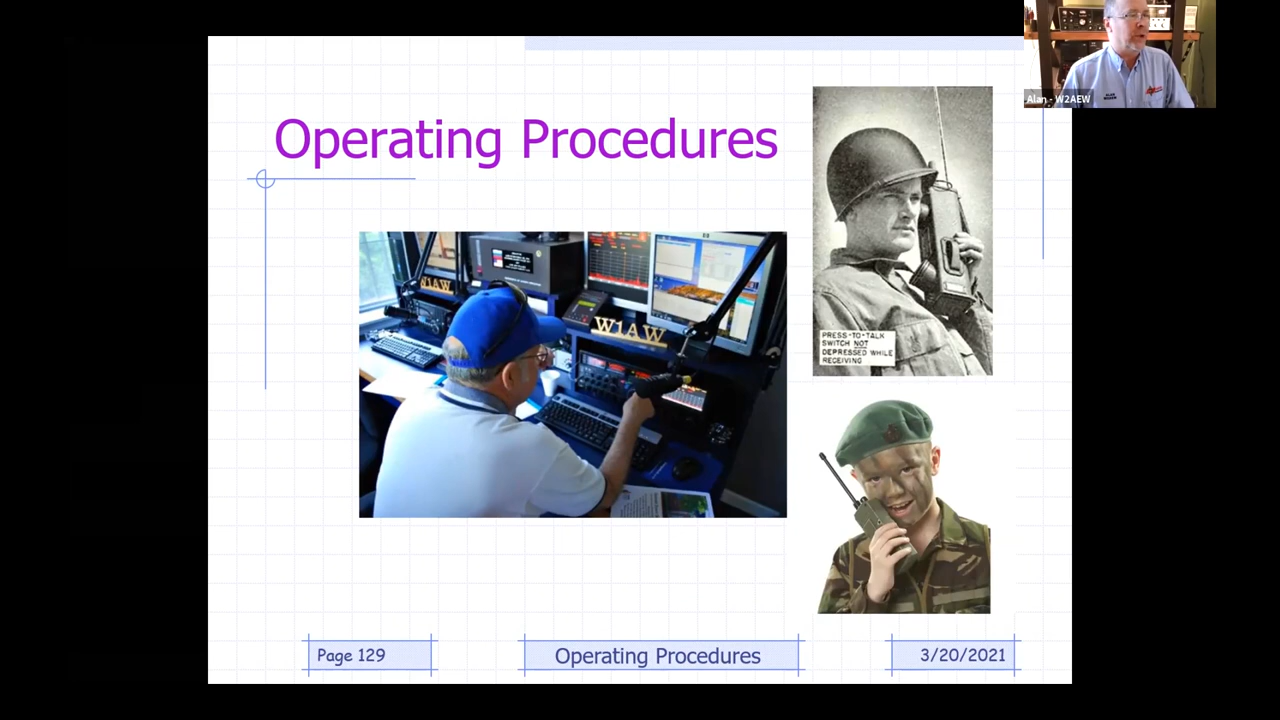 Operating Procedures
Alan - W2AEW
W1AW
W1AW
PRESS-TO-TALK
SWITCH NOT
DEPRESSED WHILE
RECEIVING
Page 129
Operating Procedures
3/20/2021